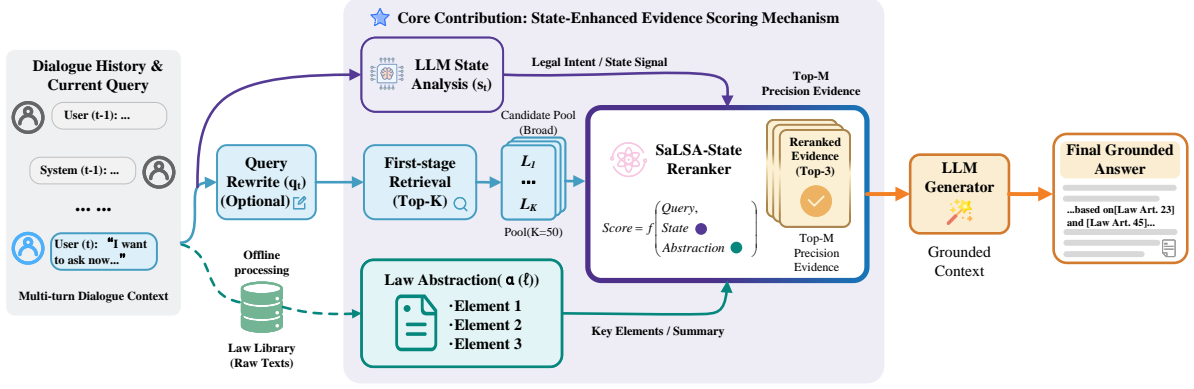 Core Contribution: State-Enhanced Evidence Scoring Mechanism
Dialogue History &
Current Query
User (t-1): ...
System (t-1): ...
... ...
User (t): "I want
to ask now..."
Multi-turn Dialogue Context
Query
Rewrite (qₜ)
(Optional)
Offline
processing
Law Library
(Raw Texts)
LLM State
Analysis (sₜ)
Legal Intent / State Signal
First-stage
Retrieval
(Top-K)
Candidate Pool
(Broad)
L₁
...
L_K
Pool(K=50)
Law Abstraction( α (ℓ))
·Element 1
·Element 2
·Element 3
Key Elements / Summary
Top-M
Precision Evidence
SaLSA-State
Reranker
Score = f(Query,
State
Abstraction)
Reranked
Evidence
(Top-3)
Top-M
Precision
Evidence
LLM
Generator
Grounded
Context
Final Grounded
Answer
...based on[Law Art. 23]
and [Law Art. 45]...